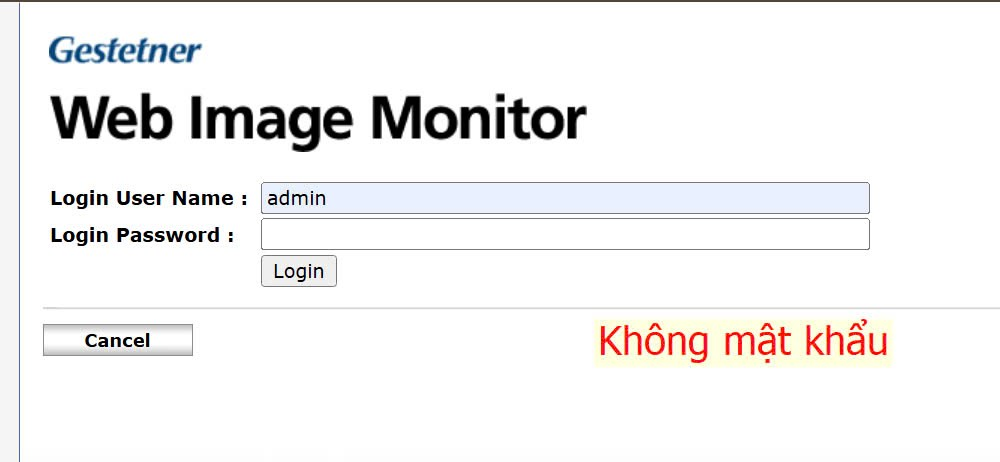 Gestetner
Web Image Monitor
Login User Name : admin
Login Password :
Login
Cancel
Không mật khẩu